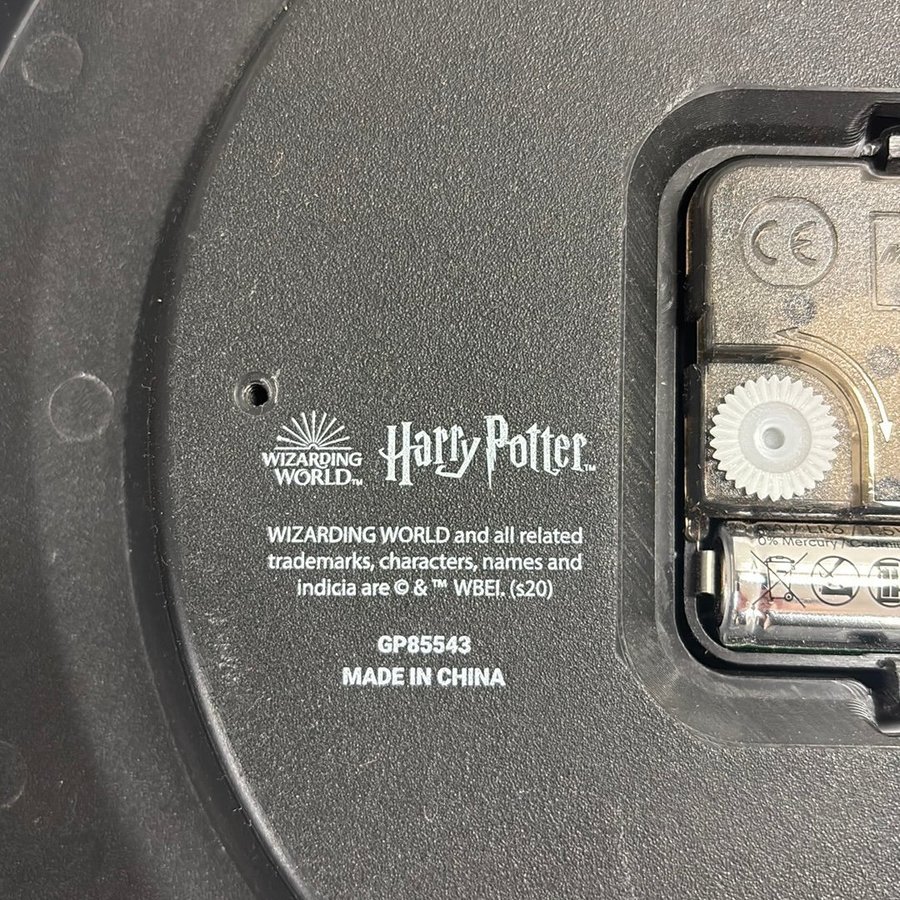 WIZARDING
WORLD™
Harry Potter™
WIZARDING WORLD and all related
trademarks, characters, names and
indicia are © & ™ WBEI. (s20)
GP85543
MADE IN CHINA
CE
0% Mercury